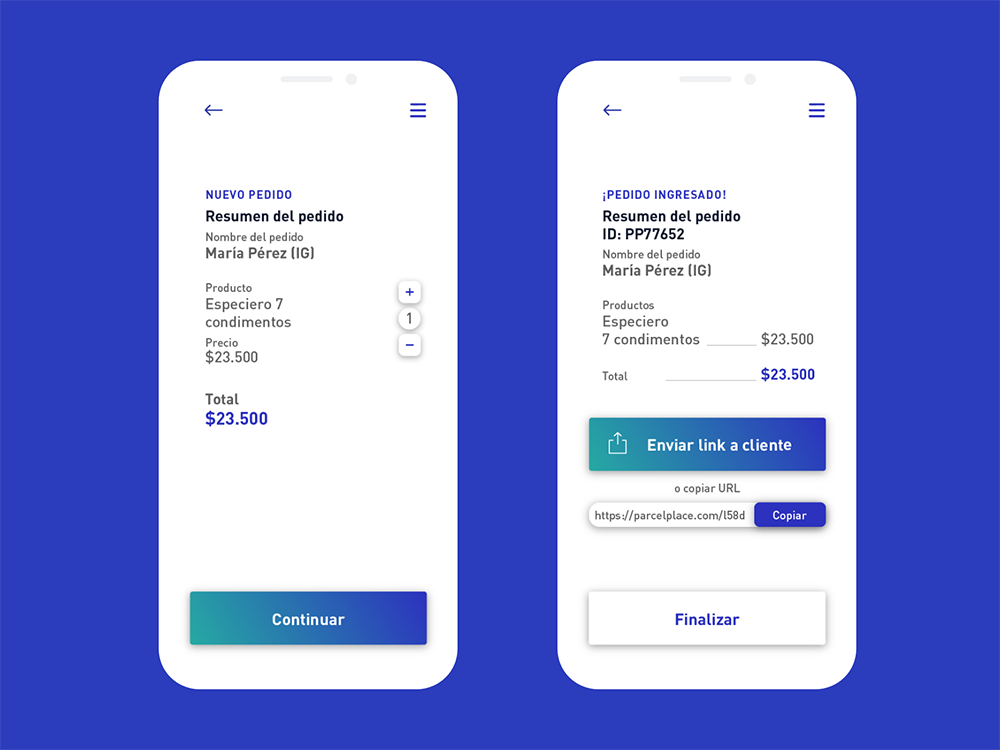 NUEVO PEDIDO
Resumen del pedido
Nombre del pedido
María Pérez (IG)
Producto
Especiero 7
condimentos
+
1
−
Precio
$23.500
Total
$23.500
Continuar
¡PEDIDO INGRESADO!
Resumen del pedido
ID: PP77652
Nombre del pedido
María Pérez (IG)
Productos
Especiero
7 condimentos $23.500
Total $23.500
Enviar link a cliente
o copiar URL
https://parcelplace.com/l58d Copiar
Finalizar